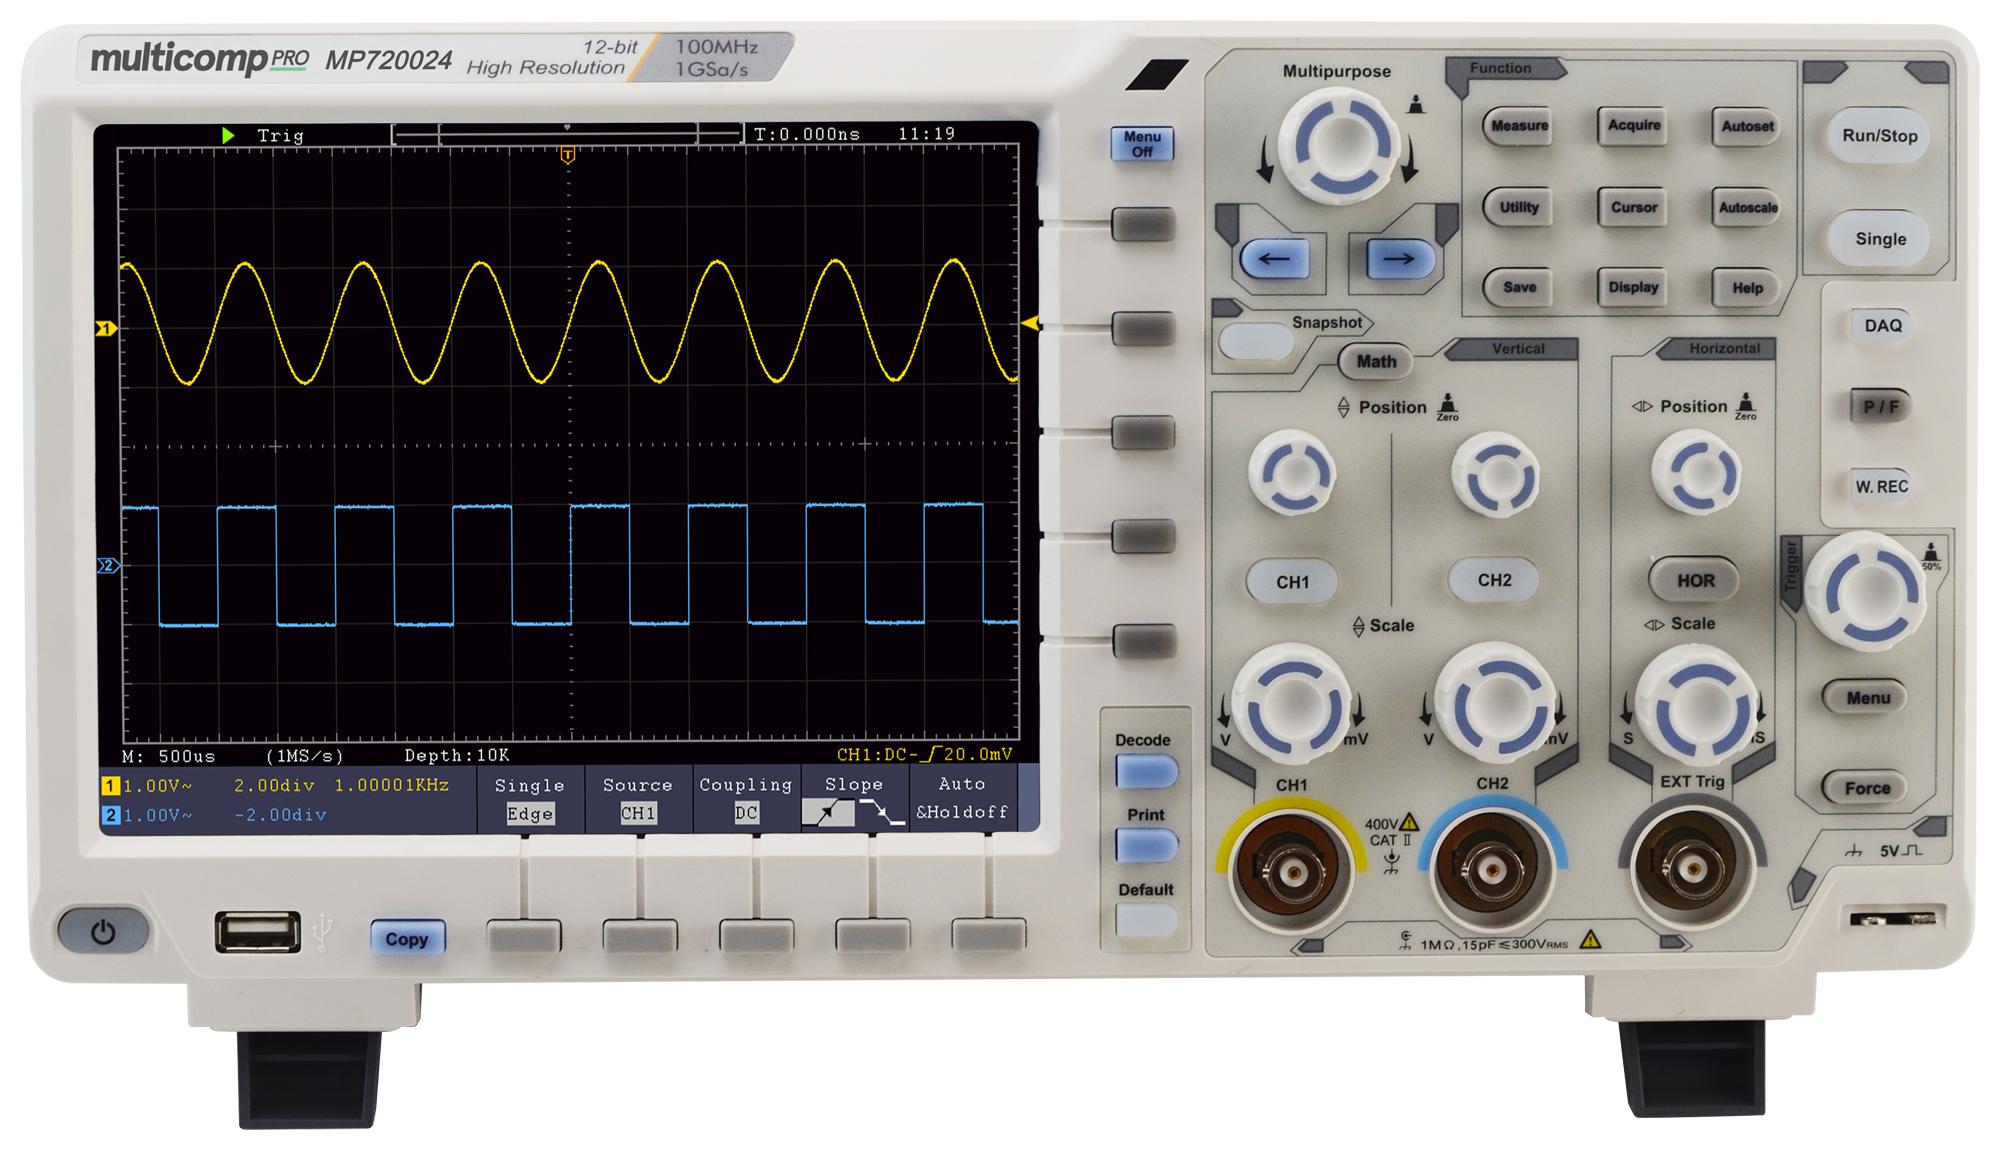 multicomp PRO MP720024 12-bit High Resolution 100MHz 1GSa/s
Trig T:0.000ns 11:19
T
1
2
M: 500us (1MS/s) Depth:10K CH1:DC- 20.0mV
1 1.00V~ 2.00div 1.00001KHz
2 1.00V~ -2.00div
Single Source Coupling Slope Auto
Edge CH1 DC &Holdoff
Copy
Menu
Off
Decode
Print
Default
Multipurpose
← →
Snapshot
Function
Measure Acquire Autoset
Utility Cursor Autoscale
Save Display Help
Run/Stop
Single
DAQ
P / F
W. REC
Math Vertical Horizontal
Position Zero Position Zero
CH1 CH2 HOR
Scale Scale
V mV V mV S nS
CH1 CH2 EXT Trig
400V
CAT II
1MΩ,15pF≤300VRMS
Trigger
50%
Menu
Force
5V